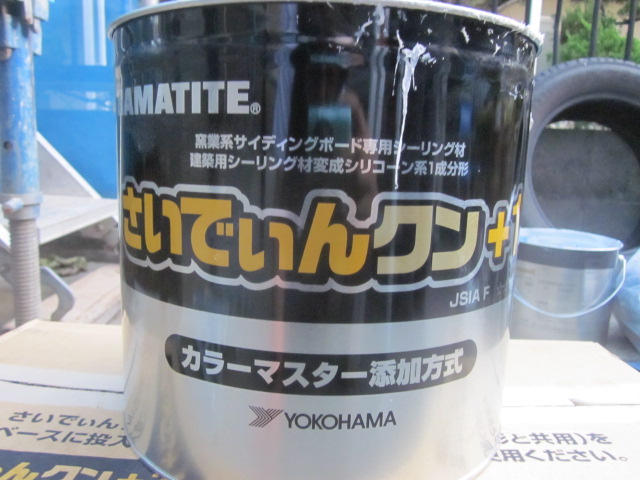 AMATITE®
窯業系サイディングボード専用シーリング材
建築用シーリング材変成シリコーン系1成分形
さいでぃんクン+1
JSIA F
カラーマスター添加方式
YOKOHAMA
さいでぃん
ベースに投入
と共用)を
用ください。